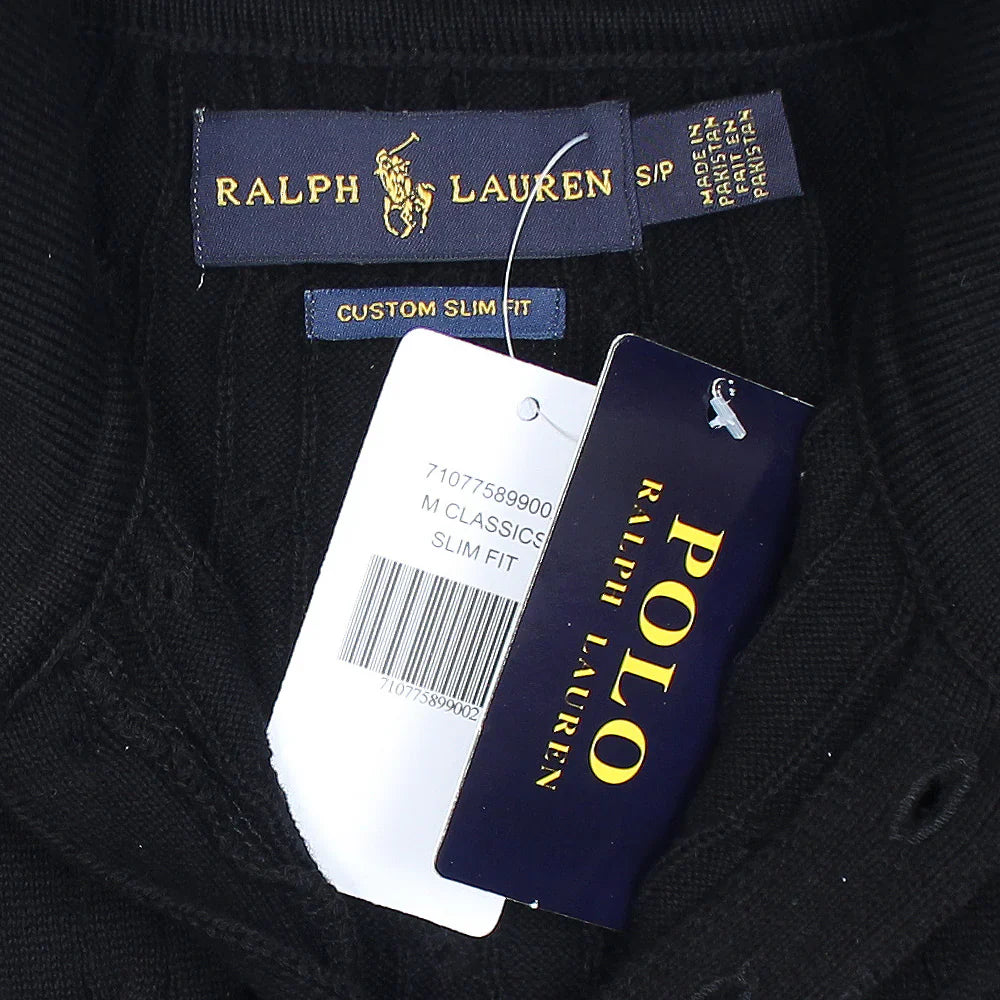 RALPH LAUREN
S/P
MADE IN
PAKISTAN
FAIT EN
PAKISTAN
CUSTOM SLIM FIT
71077589900
M CLASSICS
SLIM FIT
710775899002
POLO
RALPH LAUREN